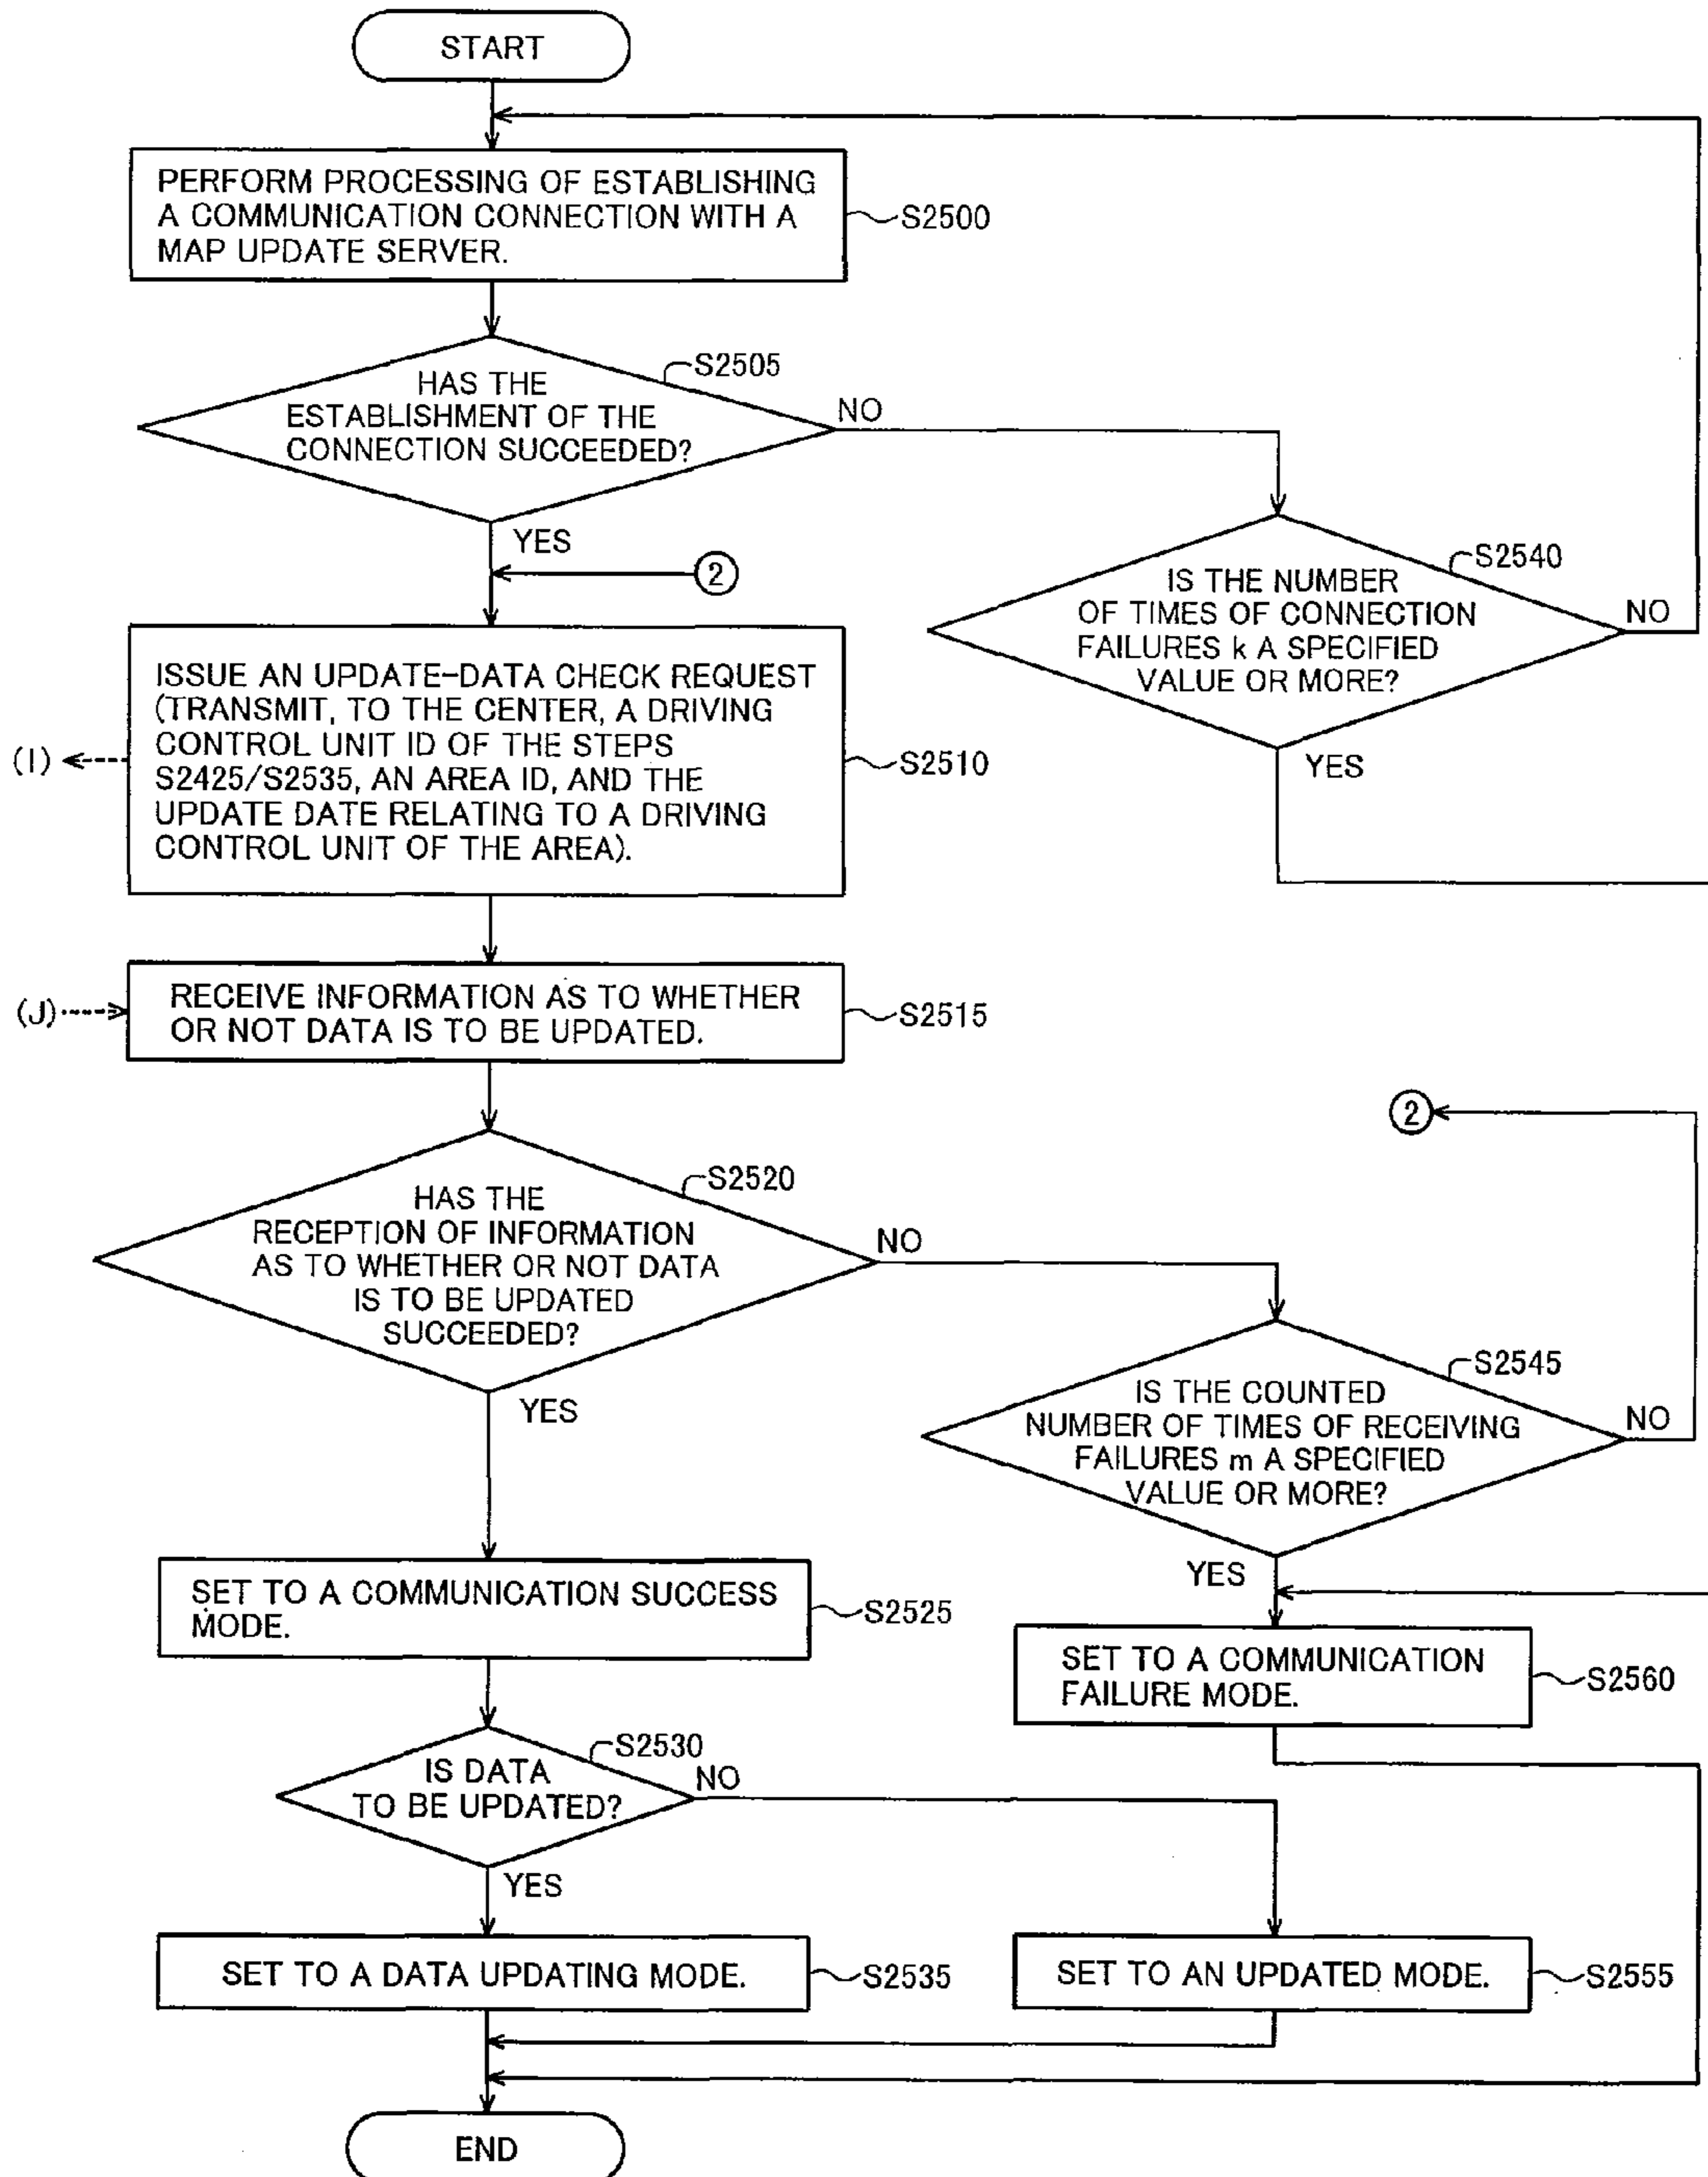 START
PERFORM PROCESSING OF ESTABLISHING
A COMMUNICATION CONNECTION WITH A
MAP UPDATE SERVER.
S2500
S2505
HAS THE
ESTABLISHMENT OF THE
CONNECTION SUCCEEDED?
NO
YES
2
S2540
IS THE NUMBER
OF TIMES OF CONNECTION
FAILURES k A SPECIFIED
VALUE OR MORE?
NO
YES
ISSUE AN UPDATE-DATA CHECK REQUEST
(TRANSMIT, TO THE CENTER, A DRIVING
CONTROL UNIT ID OF THE STEPS
S2425/S2535, AN AREA ID, AND THE
UPDATE DATE RELATING TO A DRIVING
CONTROL UNIT OF THE AREA).
(I)
S2510
(J)
RECEIVE INFORMATION AS TO WHETHER
OR NOT DATA IS TO BE UPDATED.
S2515
2
S2520
HAS THE
RECEPTION OF INFORMATION
AS TO WHETHER OR NOT DATA
IS TO BE UPDATED
SUCCEEDED?
NO
YES
S2545
IS THE COUNTED
NUMBER OF TIMES OF RECEIVING
FAILURES m A SPECIFIED
VALUE OR MORE?
NO
YES
SET TO A COMMUNICATION SUCCESS
MODE.
S2525
SET TO A COMMUNICATION
FAILURE MODE.
S2560
S2530
IS DATA
TO BE UPDATED?
NO
YES
SET TO A DATA UPDATING MODE.
S2535
SET TO AN UPDATED MODE.
S2555
END